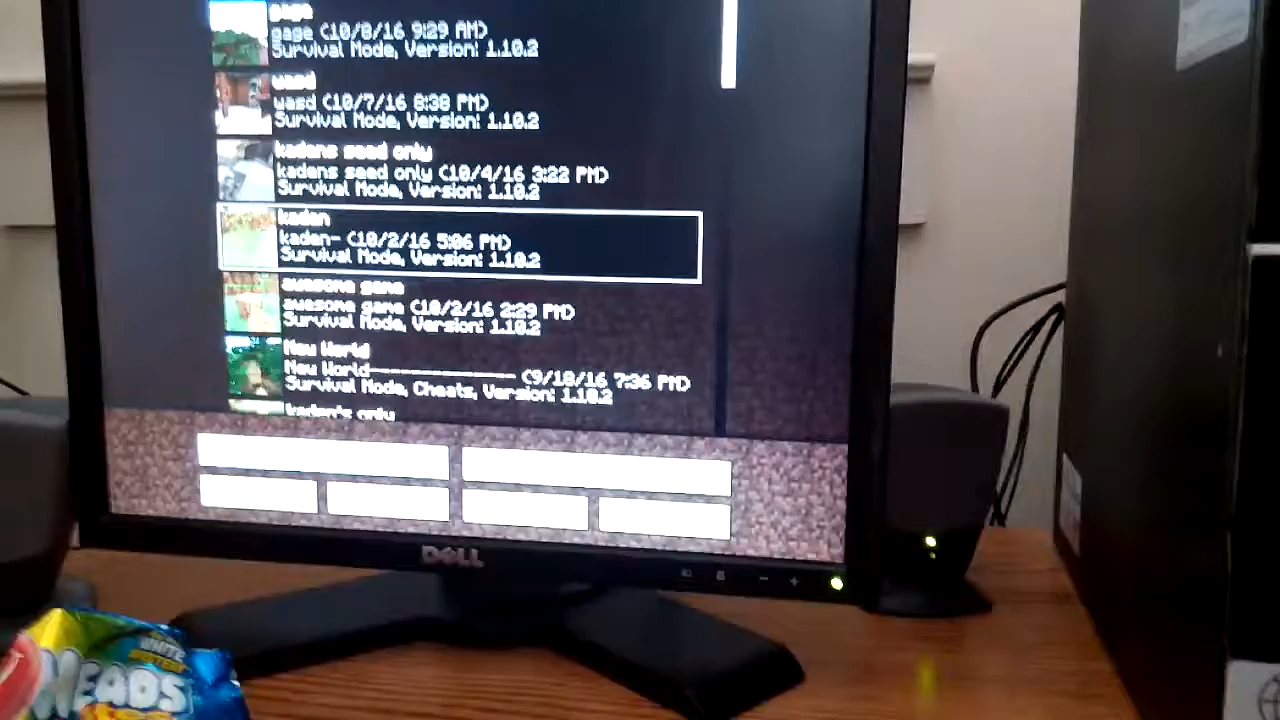 gage
gage (10/8/16 9:29 AM)
Survival Mode, Version: 1.10.2
wasd
wasd (10/7/16 8:38 PM)
Survival Mode, Version: 1.10.2
kadens seed only
kadens seed only (10/4/16 3:22 PM)
Survival Mode, Version: 1.10.2
kaden
kaden- (10/2/16 5:06 PM)
Survival Mode, Version: 1.10.2
awesome game
awesome game (10/2/16 2:29 PM)
Survival Mode, Version: 1.10.2
New World
New World--------------- (9/18/16 7:36 PM)
Survival Mode, Cheats, Version: 1.10.2
kaden's only
DELL
WHITE
MYSTERY
HEADS